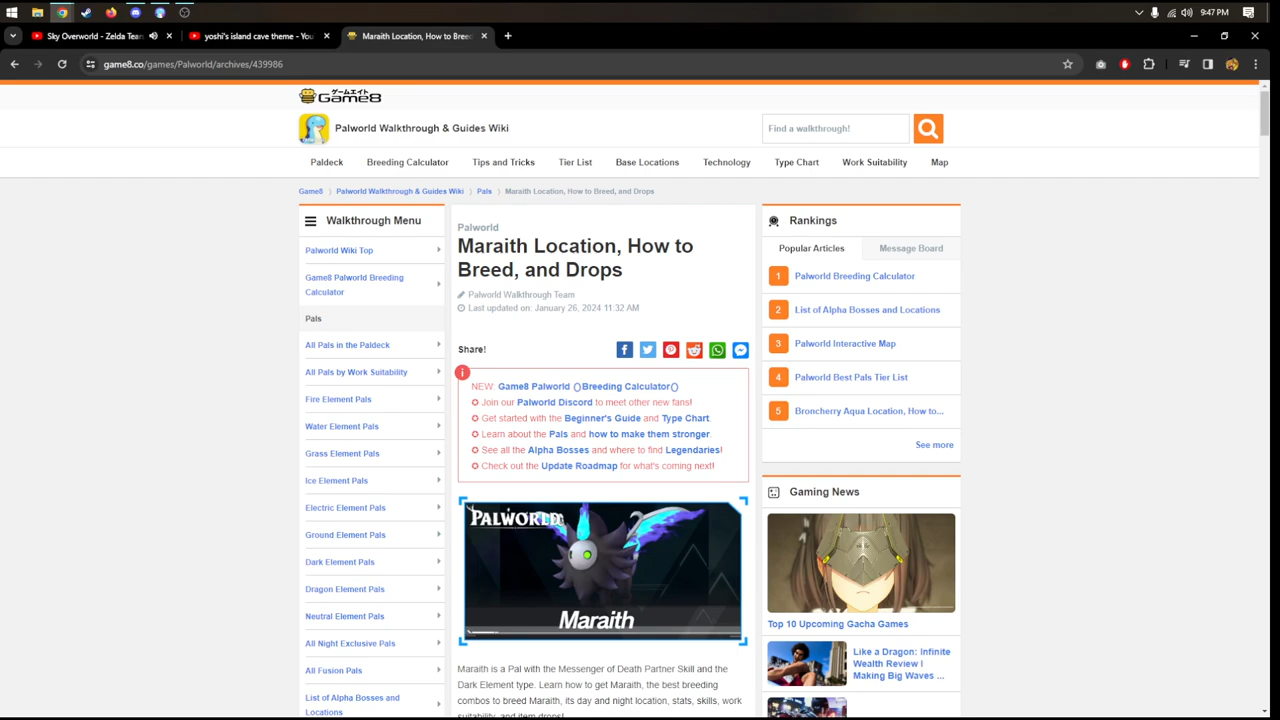 9:47 PM
Sky Overworld - Zelda Tear
yoshi's island cave theme - You
Maraith Location, How to Bree
game8.co/games/Palworld/archives/439986
ゲームエイト
Game8
Palworld Walkthrough & Guides Wiki
Find a walkthrough!
Paldeck
Breeding Calculator
Tips and Tricks
Tier List
Base Locations
Technology
Type Chart
Work Suitability
Map
Game8 Palworld Walkthrough & Guides Wiki Pals Maraith Location, How to Breed, and Drops
Walkthrough Menu
Palworld Wiki Top
Game8 Palworld Breeding
Calculator
Pals
All Pals in the Paldeck
All Pals by Work Suitability
Fire Element Pals
Water Element Pals
Grass Element Pals
Ice Element Pals
Electric Element Pals
Ground Element Pals
Dark Element Pals
Dragon Element Pals
Neutral Element Pals
All Night Exclusive Pals
All Fusion Pals
List of Alpha Bosses and
Locations
Palworld
Maraith Location, How to
Breed, and Drops
Palworld Walkthrough Team
Last updated on: January 26, 2024 11:32 AM
Share!
NEW: Game8 Palworld Breeding Calculator
Join our Palworld Discord to meet other new fans!
Get started with the Beginner's Guide and Type Chart.
Learn about the Pals and how to make them stronger.
See all the Alpha Bosses and where to find Legendaries!
Check out the Update Roadmap for what's coming next!
PALWORLD
Maraith
Maraith is a Pal with the Messenger of Death Partner Skill and the
Dark Element type. Learn how to get Maraith, the best breeding
combos to breed Maraith, its day and night location, stats, skills, work
suitability, and item drops!
Rankings
Popular Articles
Message Board
1 Palworld Breeding Calculator
2 List of Alpha Bosses and Locations
3 Palworld Interactive Map
4 Palworld Best Pals Tier List
5 Broncherry Aqua Location, How to...
See more
Gaming News
Top 10 Upcoming Gacha Games
Like a Dragon: Infinite
Wealth Review |
Making Big Waves ...